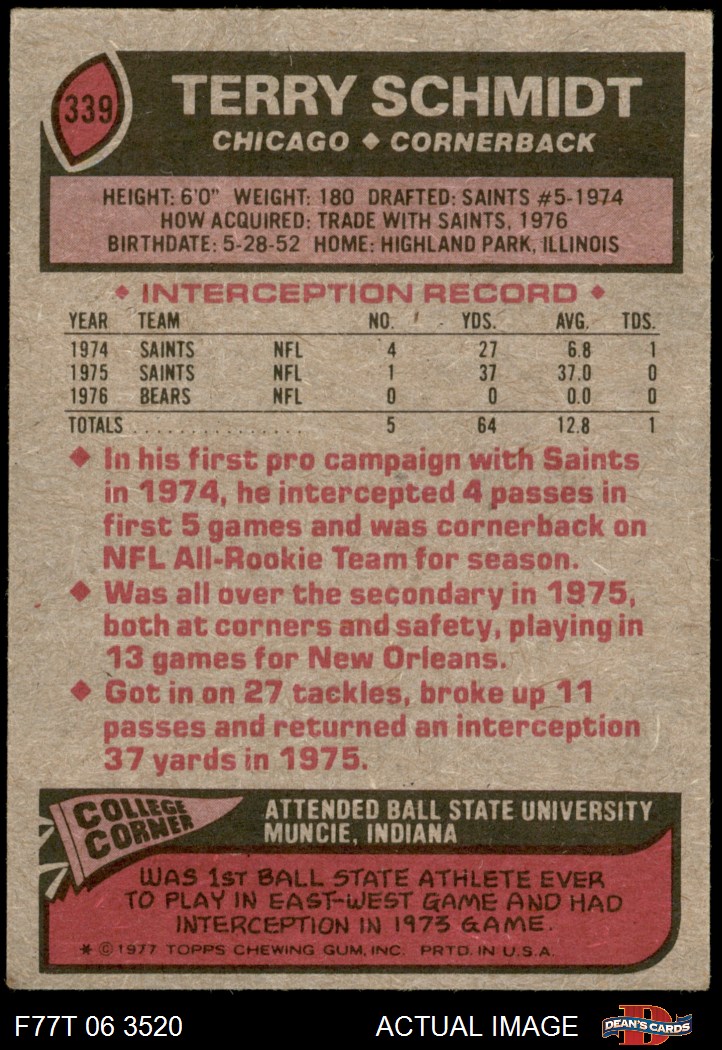 339
TERRY SCHMIDT
CHICAGO ◆ CORNERBACK
HEIGHT: 6'0" WEIGHT: 180 DRAFTED: SAINTS #5-1974
HOW ACQUIRED: TRADE WITH SAINTS, 1976
BIRTHDATE: 5-28-52 HOME: HIGHLAND PARK, ILLINOIS
◆ INTERCEPTION RECORD ◆
YEAR TEAM NO. YDS. AVG. TDS.
1974 SAINTS NFL 4 27 6.8 1
1975 SAINTS NFL 1 37 37.0 0
1976 BEARS NFL 0 0 0.0 0
TOTALS . . . . . . . . . . . . . . . . 5 64 12.8 1
◆ In his first pro campaign with Saints
in 1974, he intercepted 4 passes in
first 5 games and was cornerback on
NFL All-Rookie Team for season.
◆ Was all over the secondary in 1975,
both at corners and safety, playing in
13 games for New Orleans.
◆ Got in on 27 tackles, broke up 11
passes and returned an interception
37 yards in 1975.
COLLEGE
CORNER
ATTENDED BALL STATE UNIVERSITY
MUNCIE, INDIANA
WAS 1ST BALL STATE ATHLETE EVER
TO PLAY IN EAST-WEST GAME AND HAD
INTERCEPTION IN 1973 GAME.
* © 1977 TOPPS CHEWING GUM, INC. PRTD. IN U.S.A.
F77T 06 3520 ACTUAL IMAGE
D
DEAN'S CARDS